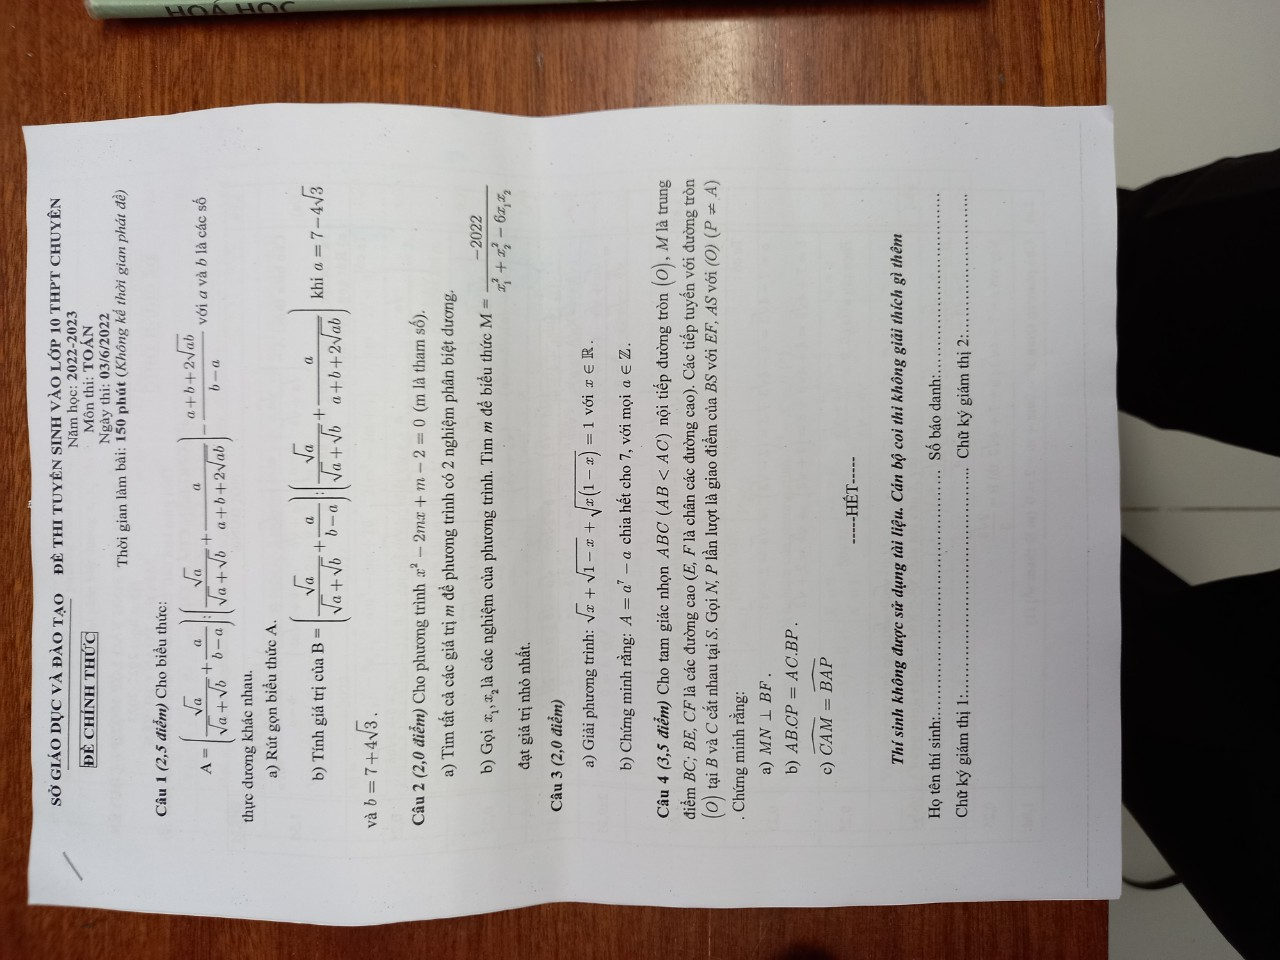 HOÁ HỌC
SỞ GIÁO DỤC VÀ ĐÀO TẠO ĐỀ THI TUYỂN SINH VÀO LỚP 10 THPT CHUYÊN
Năm học: 2022-2023
ĐỀ CHÍNH THỨC Môn thi: TOÁN
Ngày thi: 03/6/2022
Thời gian làm bài: 150 phút (Không kể thời gian phát đề)
Câu 1 (2,5 điểm) Cho biểu thức:
A = (√a/(√a+√b) + a/(b−a)) : (√a/(√a+√b) + a/(a+b+2√ab)) − (a+b+2√ab)/(b−a) với a và b là các số
thực dương khác nhau.
a) Rút gọn biểu thức A.
b) Tính giá trị của B = (√a/(√a+√b) + a/(b−a)) : (√a/(√a+√b) + a/(a+b+2√ab)) khi a = 7−4√3
và b = 7+4√3.
Câu 2 (2,0 điểm) Cho phương trình x² − 2mx + m − 2 = 0 (m là tham số).
a) Tìm tất cả các giá trị m để phương trình có 2 nghiệm phân biệt dương.
b) Gọi x₁, x₂ là các nghiệm của phương trình. Tìm m để biểu thức M = −2022/(x₁² + x₂² − 6x₁x₂)
đạt giá trị nhỏ nhất.
Câu 3 (2,0 điểm)
a) Giải phương trình: √x + √(1−x) + √(x(1−x)) = 1 với x ∈ ℝ.
b) Chứng minh rằng: A = a⁷ − a chia hết cho 7, với mọi a ∈ ℤ.
Câu 4 (3,5 điểm) Cho tam giác nhọn ABC (AB < AC) nội tiếp đường tròn (O), M là trung
điểm BC; BE, CF là các đường cao (E, F là chân các đường cao). Các tiếp tuyến với đường tròn
(O) tại B và C cắt nhau tại S. Gọi N, P lần lượt là giao điểm của BS với EF, AS với (O) (P ≠ A)
. Chứng minh rằng:
a) MN ⊥ BF.
b) AB.CP = AC.BP.
c) CAM = BAP
-----HẾT-----
Thí sinh không được sử dụng tài liệu. Cán bộ coi thi không giải thích gì thêm
Họ tên thí sinh:............................................ Số báo danh:................................
Chữ ký giám thị 1:........................................ Chữ ký giám thị 2:.........................